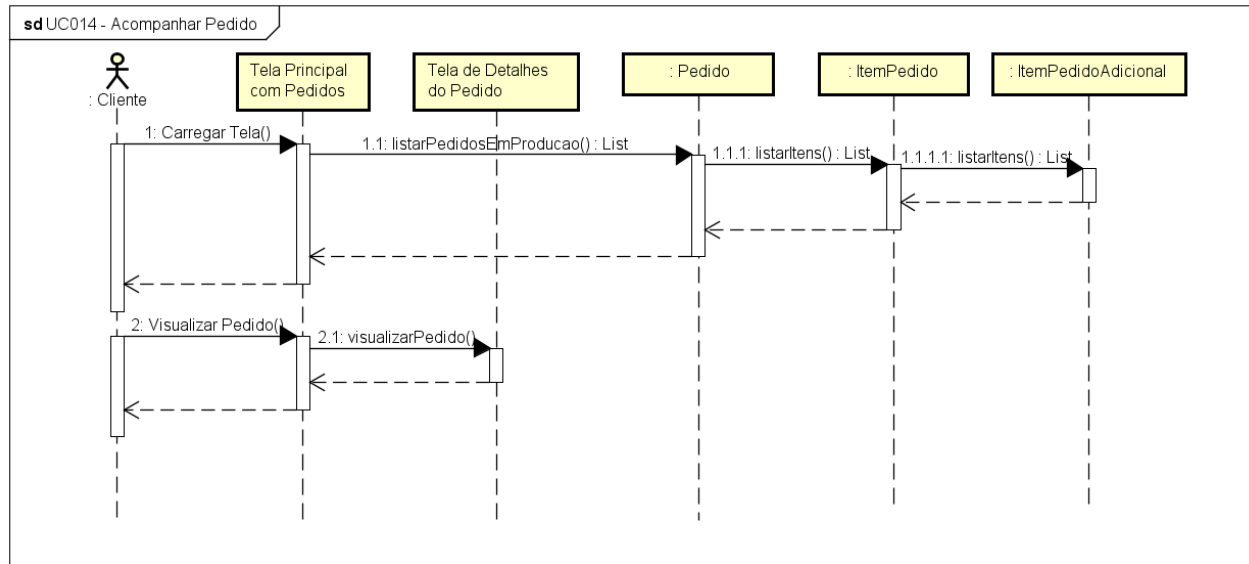 sd UC014 - Acompanhar Pedido
: Cliente
Tela Principal
com Pedidos
Tela de Detalhes
do Pedido
: Pedido
: ItemPedido
: ItemPedidoAdicional
1: Carregar Tela()
1.1: listarPedidosEmProducao() : List
1.1.1: listarItens() : List
1.1.1.1: listarItens() : List
2: Visualizar Pedido()
2.1: visualizarPedido()